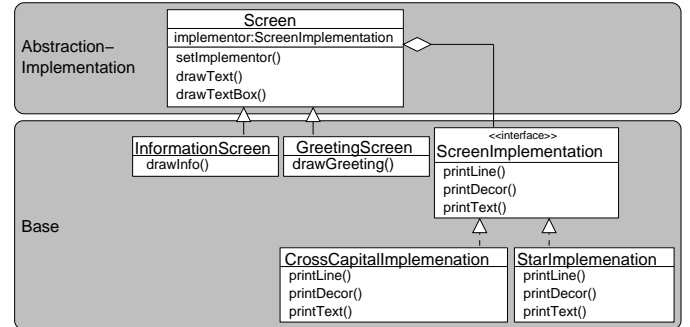 Abstraction–
Implementation
Screen
implementor:ScreenImplementation
setImplementor()
drawText()
drawTextBox()
Base
InformationScreen
drawInfo()
GreetingScreen
drawGreeting()
<<interface>>
ScreenImplementation
printLine()
printDecor()
printText()
CrossCapitalImplemenation
printLine()
printDecor()
printText()
StarImplemenation
printLine()
printDecor()
printText()